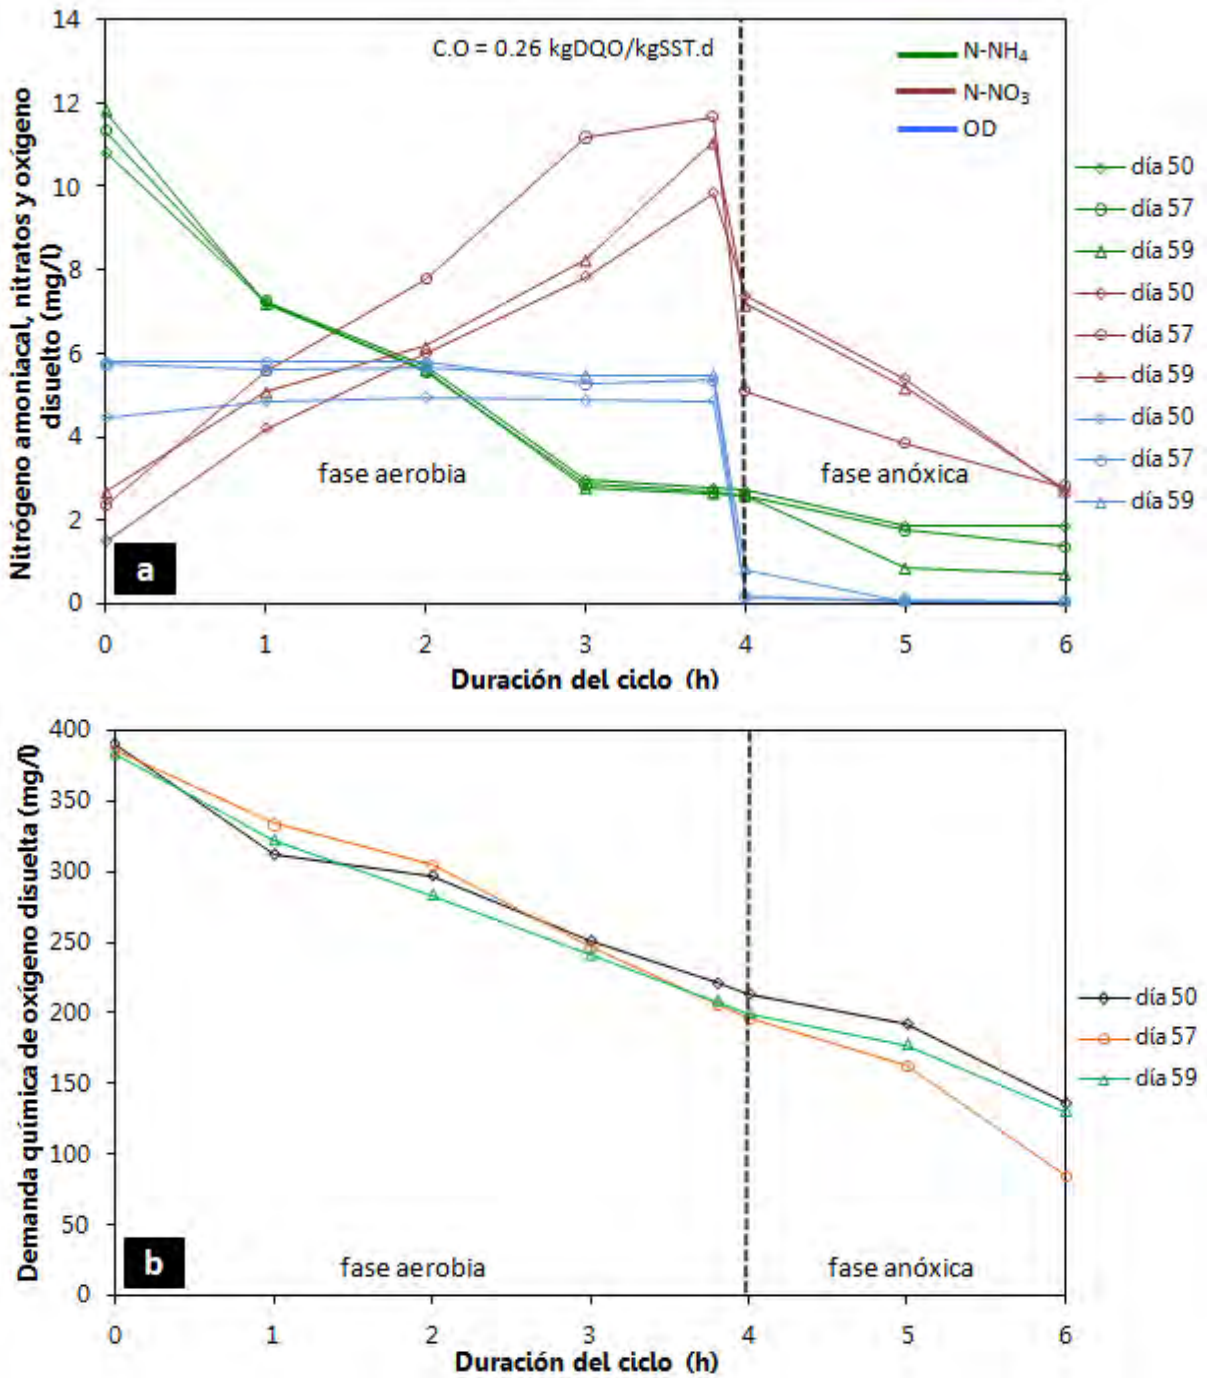 Nitrógeno amoniacal, nitratos y oxígeno
disuelto (mg/l)
14
12
10
8
6
4
2
0
C.O = 0.26 kgDQO/kgSST.d
N-NH₄
N-NO₃
OD
día 50
día 57
día 59
día 50
día 57
día 59
día 50
día 57
día 59
fase aerobia
fase anóxica
a
0 1 2 3 4 5 6
Duración del ciclo (h)
Demanda química de oxígeno disuelta (mg/l)
400
350
300
250
200
150
100
50
0
día 50
día 57
día 59
b
fase aerobia
fase anóxica
0 1 2 3 4 5 6
Duración del ciclo (h)